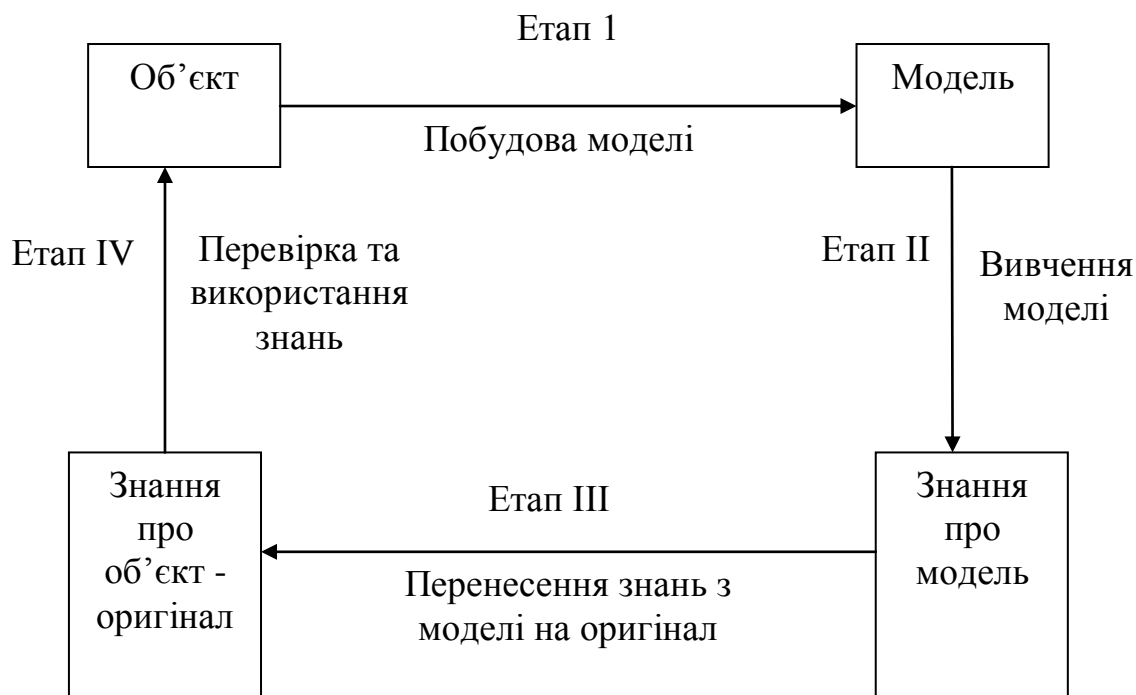 Етап 1
Об’єкт
Модель
Побудова моделі
Етап IV
Перевірка та
використання
знань
Етап II
Вивчення
моделі
Знання
про
об’єкт -
оригінал
Етап III
Перенесення знань з
моделі на оригінал
Знання
про
модель